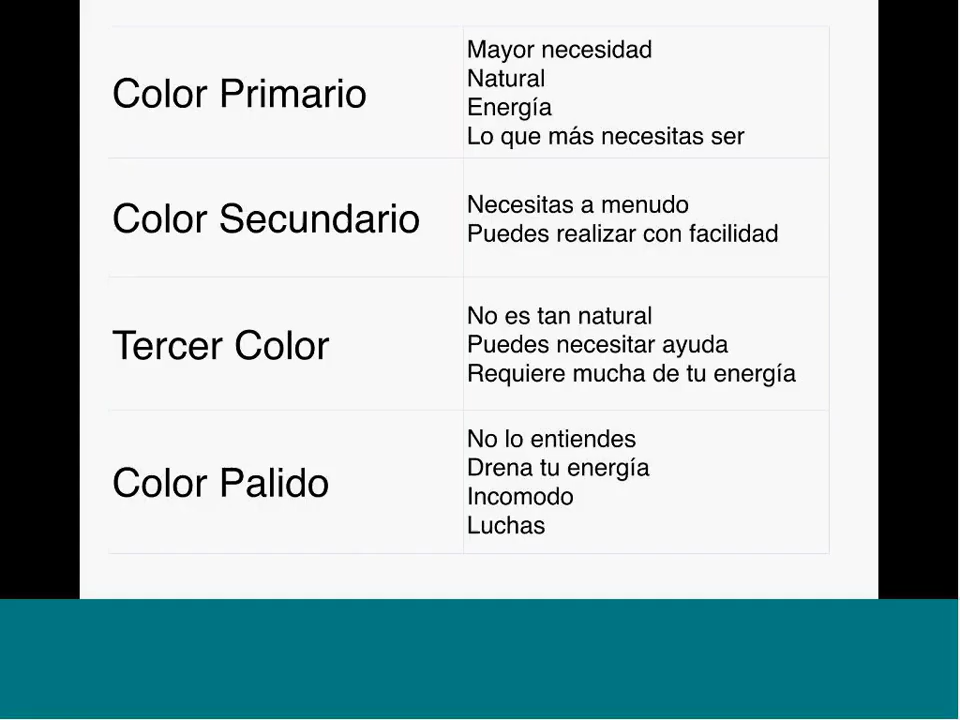 Color Primario
Mayor necesidad
Natural
Energía
Lo que más necesitas ser
Color Secundario
Necesitas a menudo
Puedes realizar con facilidad
Tercer Color
No es tan natural
Puedes necesitar ayuda
Requiere mucha de tu energía
Color Palido
No lo entiendes
Drena tu energía
Incomodo
Luchas